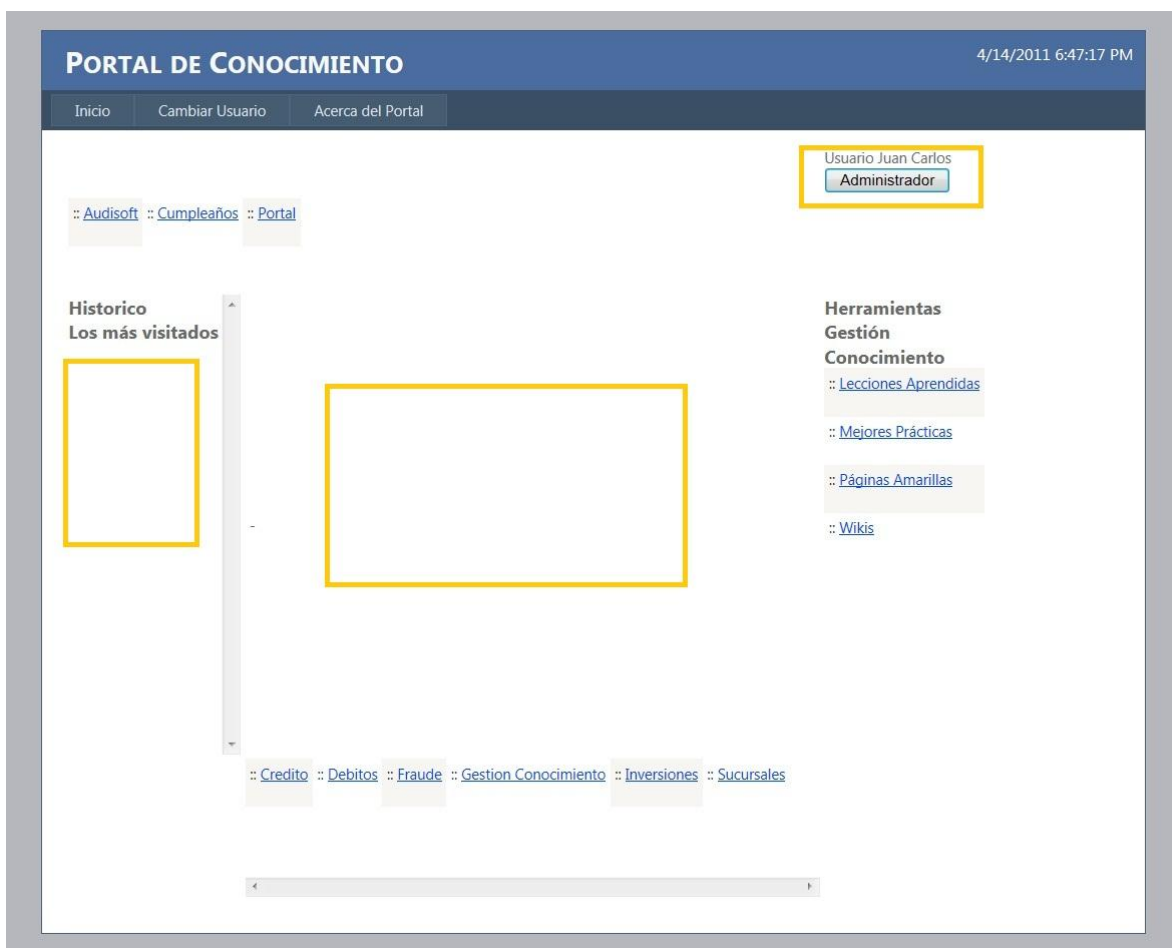 PORTAL DE CONOCIMIENTO
4/14/2011 6:47:17 PM
Inicio Cambiar Usuario Acerca del Portal
Usuario Juan Carlos
Administrador
:: Audisoft :: Cumpleaños :: Portal
Historico
Los más visitados
-
Herramientas
Gestión
Conocimiento
:: Lecciones Aprendidas
:: Mejores Prácticas
:: Páginas Amarillas
:: Wikis
:: Credito :: Debitos :: Fraude :: Gestion Conocimiento :: Inversiones :: Sucursales